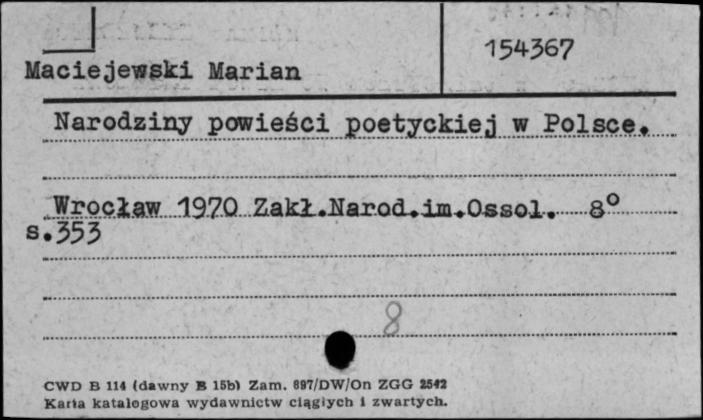 154367
Maciejewski Marian
Narodziny powieści poetyckiej w Polsce.
Wrocław 1970 Zakł.Narod.im.Ossol. 8°
s.353
8
CWD B 114 (dawny B 15b) Zam. 897/DW/On ZGG 2542
Karta katalogowa wydawnictw ciągłych i zwartych.